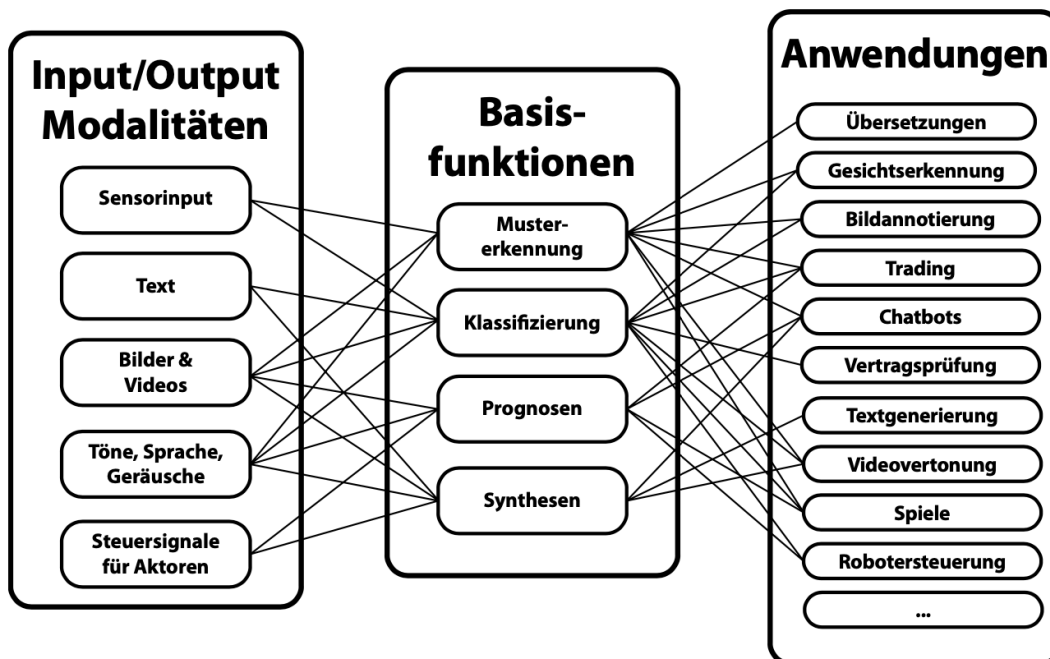 Input/Output
Modalitäten
Sensorinput
Text
Bilder &
Videos
Töne, Sprache,
Geräusche
Steuersignale
für Aktoren
Basis-
funktionen
Muster-
erkennung
Klassifizierung
Prognosen
Synthesen
Anwendungen
Übersetzungen
Gesichtserkennung
Bildannotierung
Trading
Chatbots
Vertragsprüfung
Textgenerierung
Videovertonung
Spiele
Robotersteuerung
...